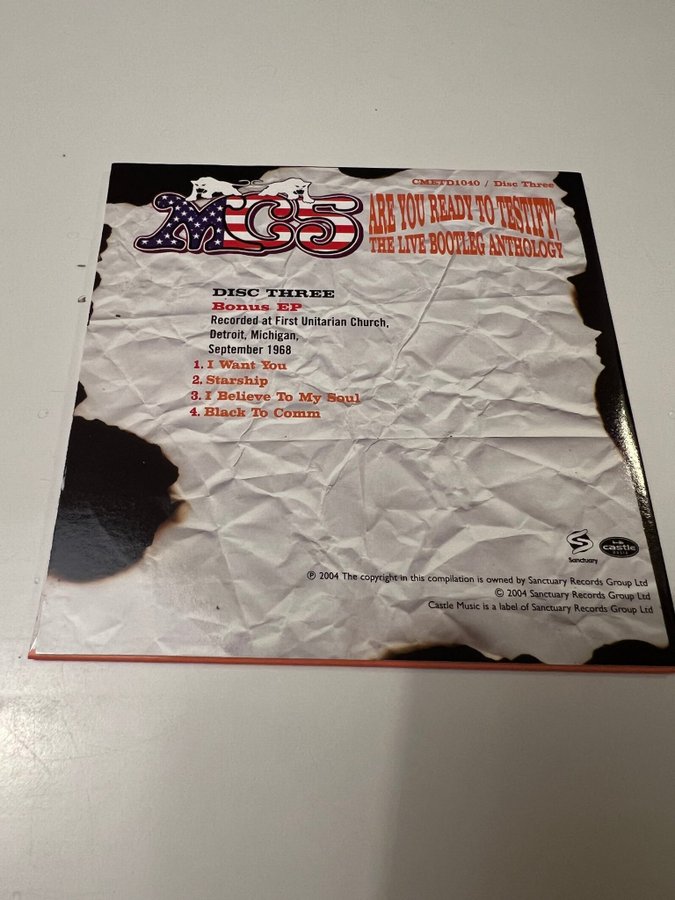 CMETD1040 / Disc Three
MC5
ARE YOU READY TO TESTIFY?
THE LIVE BOOTLEG ANTHOLOGY
DISC THREE
Bonus EP
Recorded at First Unitarian Church,
Detroit, Michigan,
September 1968
1. I Want You
2. Starship
3. I Believe To My Soul
4. Black To Comm
Sanctuary
castle
℗ 2004 The copyright in this compilation is owned by Sanctuary Records Group Ltd
© 2004 Sanctuary Records Group Ltd
Castle Music is a label of Sanctuary Records Group Ltd